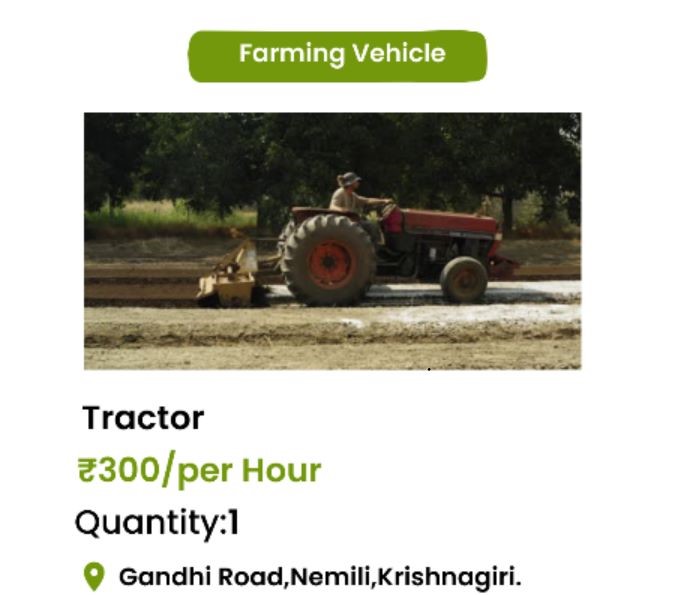 Farming Vehicle
Tractor
₹300/per Hour
Quantity:1
Gandhi Road,Nemili,Krishnagiri.